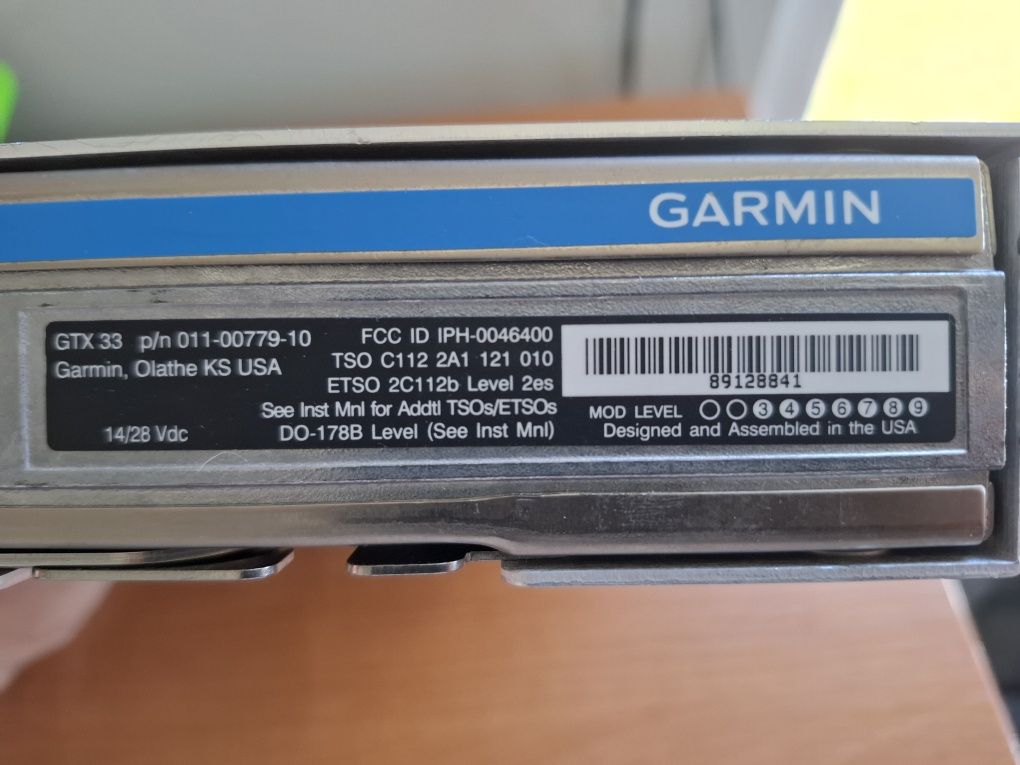 GARMIN
GTX 33 p/n 011-00779-10
Garmin, Olathe KS USA
14/28 Vdc
FCC ID IPH-0046400
TSO C112 2A1 121 010
ETSO 2C112b Level 2es
See Inst Mnl for Addtl TSOs/ETSOs
DO-178B Level (See Inst Mnl)
89128841
MOD LEVEL 3 4 5 6 7 8 9
Designed and Assembled in the USA